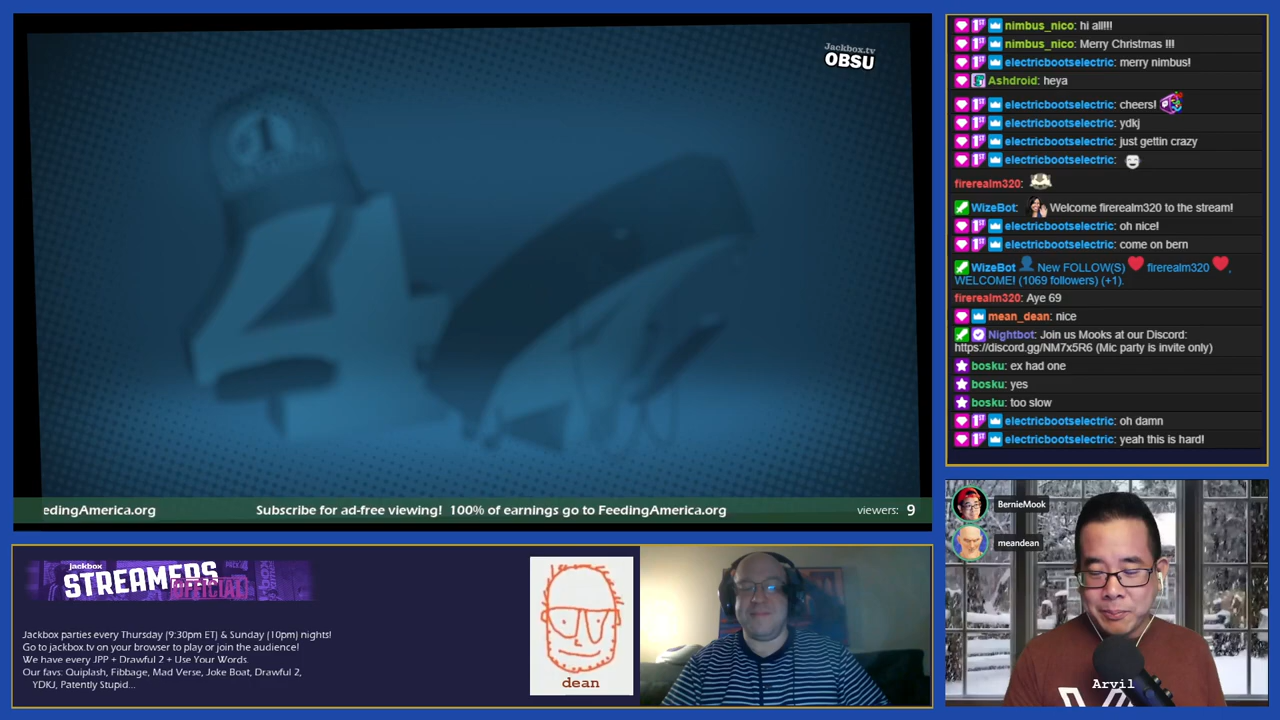 Jackbox.tv
OBSU
4
edingAmerica.org
Subscribe for ad-free viewing! 100% of earnings go to FeedingAmerica.org
viewers: 9
nimbus_nico: hi all!!!
nimbus_nico: Merry Christmas !!!
electricbootselectric: merry nimbus!
Ashdroid: heya
electricbootselectric: cheers!
electricbootselectric: ydkj
electricbootselectric: just gettin crazy
electricbootselectric:
firerealm320:
WizeBot: Welcome firerealm320 to the stream!
electricbootselectric: oh nice!
electricbootselectric: come on bern
WizeBot New FOLLOW(S) firerealm320 ,
WELCOME! (1069 followers) (+1).
firerealm320: Aye 69
mean_dean: nice
Nightbot: Join us Mooks at our Discord:
https://discord.gg/NM7x5R6 (Mic party is invite only)
bosku: ex had one
bosku: yes
bosku: too slow
electricbootselectric: oh damn
electricbootselectric: yeah this is hard!
jackbox
STREAMERS
OFFICIAL
Jackbox parties every Thursday (9:30pm ET) & Sunday (10pm) nights!
Go to jackbox.tv on your browser to play or join the audience!
We have every JPP + Drawful 2 + Use Your Words.
Our favs: Quiplash, Fibbage, Mad Verse, Joke Boat, Drawful 2,
YDKJ, Patently Stupid...
dean
BernieMook
meandean
Arvil